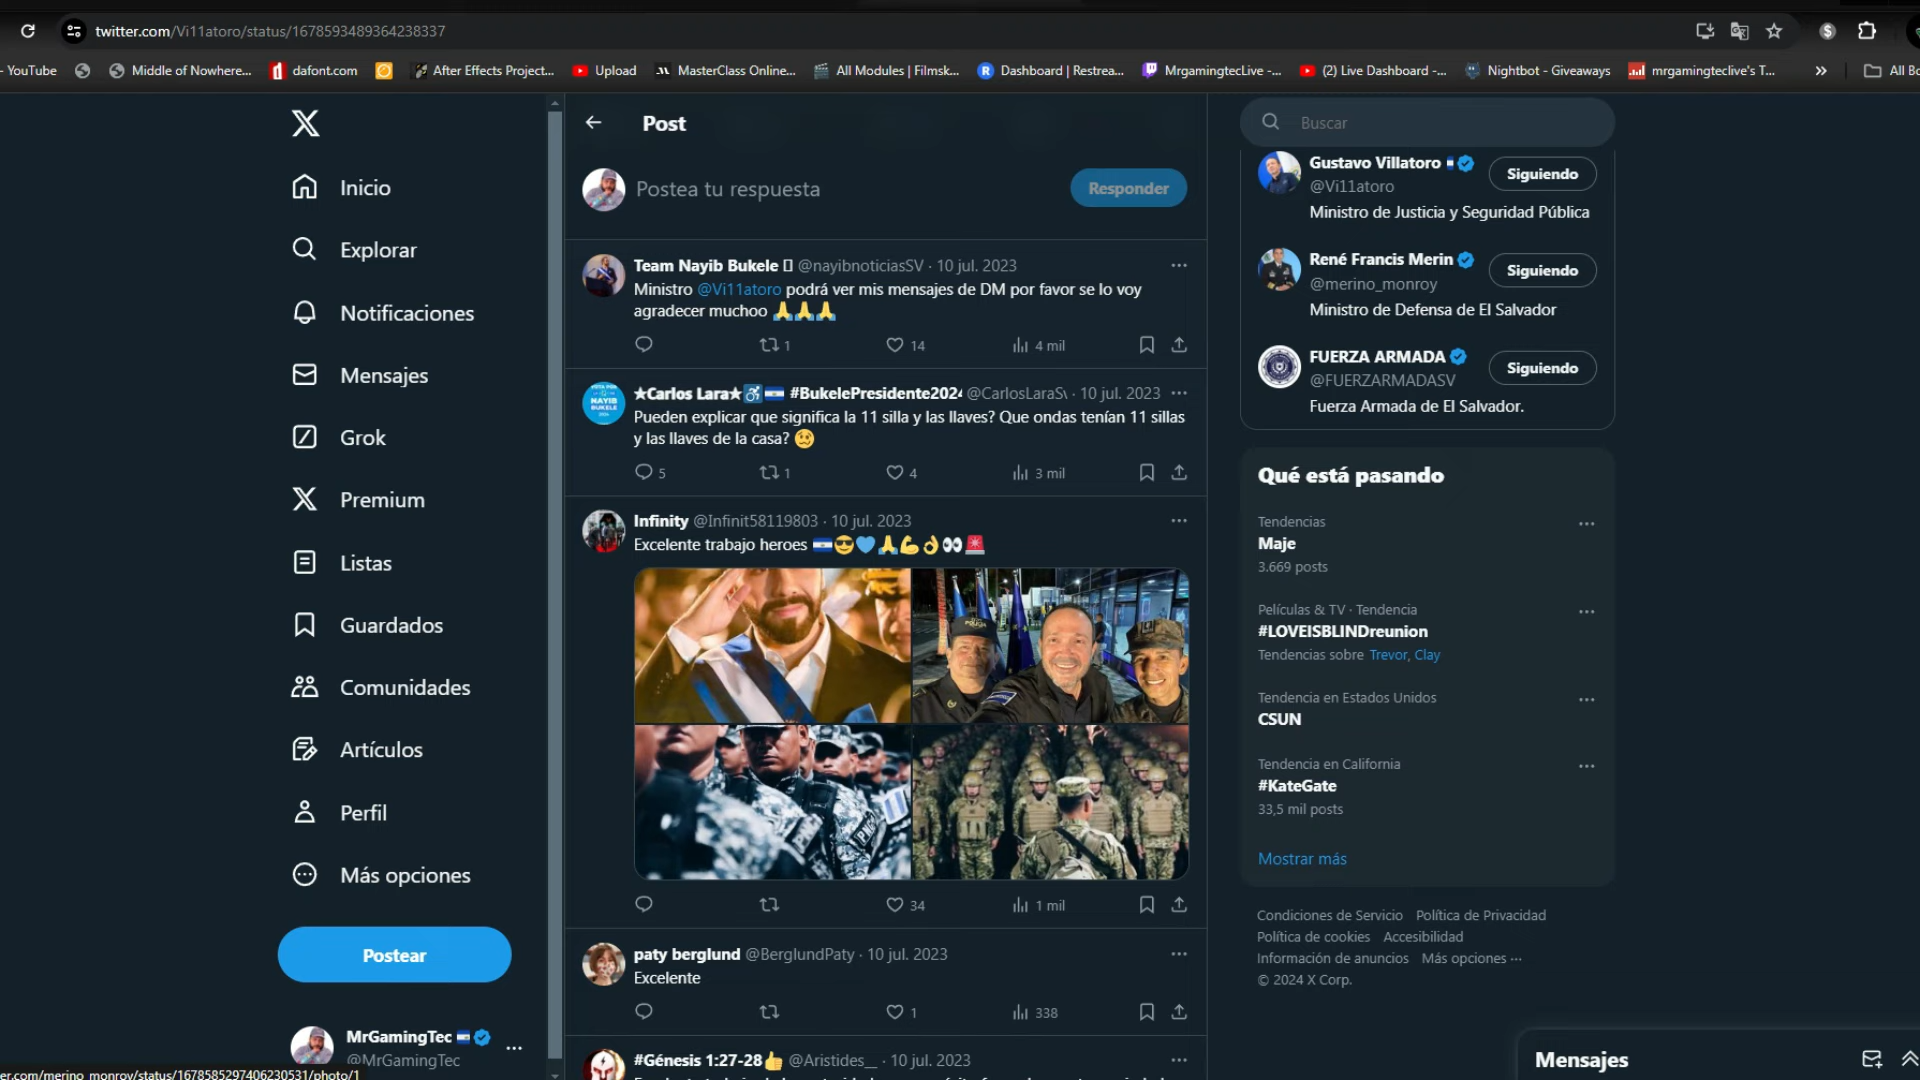 twitter.com/Vi11atoro/status/1678593489364238337
- YouTube
Middle of Nowhere...
dafont.com
After Effects Project...
Upload
MasterClass Online...
All Modules | Filmsk...
Dashboard | Restrea...
MrgamingtecLive -...
(2) Live Dashboard -...
Nightbot - Giveaways
mrgamingteclive's T...
»
All Bo
Inicio
Explorar
Notificaciones
Mensajes
Grok
Premium
Listas
Guardados
Comunidades
Artículos
Perfil
Más opciones
Postear
MrGamingTec
@MrGamingTec
er.com/merino_monroy/status/1678585297406230531/photo/1
Post
Postea tu respuesta
Responder
Team Nayib Bukele @nayibnoticiasSV · 10 jul. 2023
Ministro @Vi11atoro podrá ver mis mensajes de DM por favor se lo voy
agradecer muchoo 🙏🙏🙏
1 14 4 mil
VOTA POR
NAYIB
BUKELE
★Carlos Lara★♿🇸🇻 #BukelePresidente2024 @CarlosLaraSV · 10 jul. 2023
Pueden explicar que significa la 11 silla y las llaves? Que ondas tenían 11 sillas
y las llaves de la casa? 🥴
5 1 4 3 mil
Infinity @Infinit58119803 · 10 jul. 2023
Excelente trabajo heroes 🇸🇻😎💙🙏💪👌👀🚨
POLICIA
34 1 mil
paty berglund @BerglundPaty · 10 jul. 2023
Excelente
1 338
#Génesis 1:27-28👍 @Aristides__ · 10 jul. 2023
Buscar
Gustavo Villatoro
@Vi11atoro
Siguiendo
Ministro de Justicia y Seguridad Pública
René Francis Merin
@merino_monroy
Siguiendo
Ministro de Defensa de El Salvador
FUERZA ARMADA
@FUERZARMADASV
Siguiendo
Fuerza Armada de El Salvador.
Qué está pasando
Tendencias
Maje
3.669 posts
Películas & TV · Tendencia
#LOVEISBLINDreunion
Tendencias sobre Trevor, Clay
Tendencia en Estados Unidos
CSUN
Tendencia en California
#KateGate
33,5 mil posts
Mostrar más
Condiciones de Servicio Política de Privacidad
Política de cookies Accesibilidad
Información de anuncios Más opciones ···
© 2024 X Corp.
Mensajes